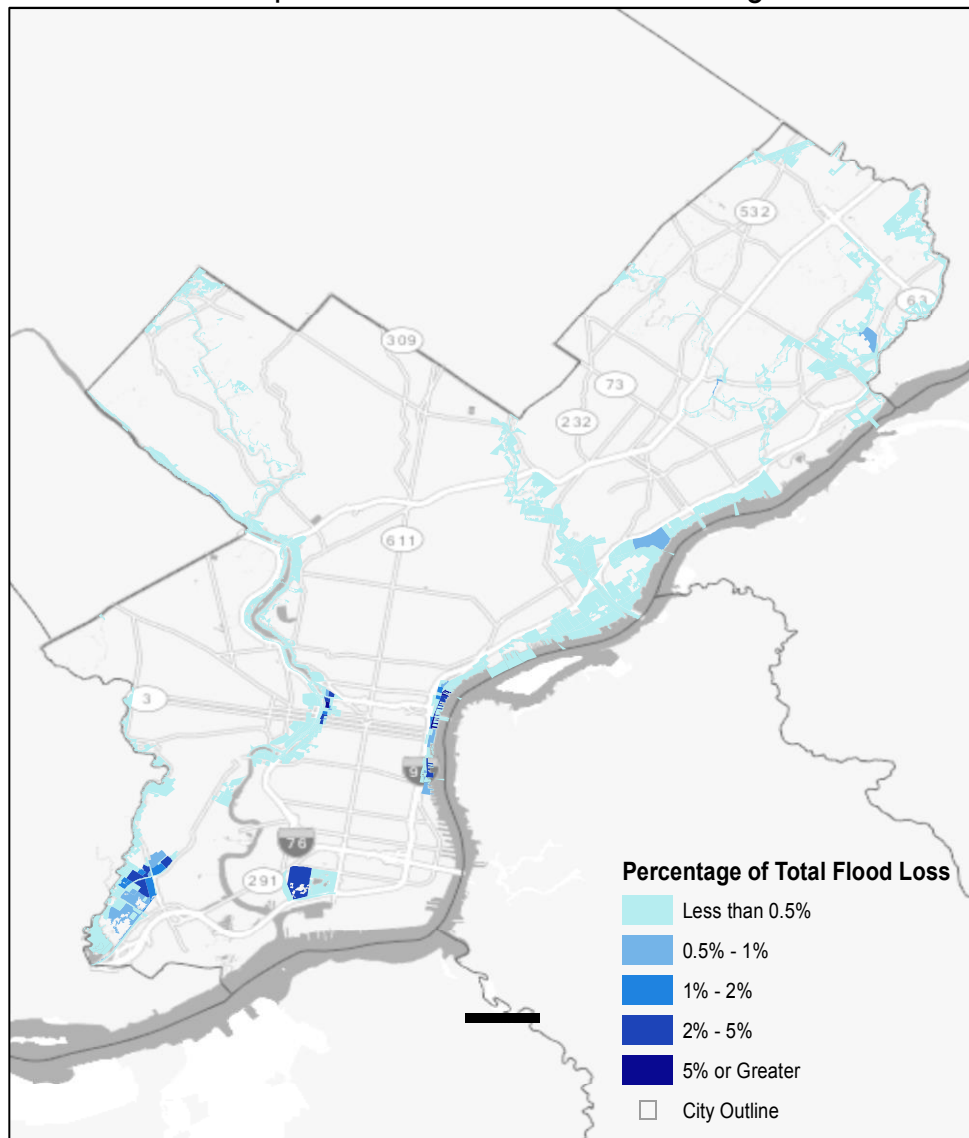 532
63
309
73
232
611
3
76
291
Percentage of Total Flood Loss
Less than 0.5%
0.5% - 1%
1% - 2%
2% - 5%
5% or Greater
City Outline